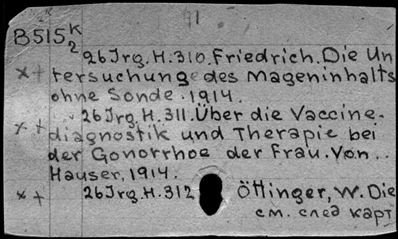 41
B515 K/2
26 Jrg. H. 310. Friedrich. Die Un
x + tersuchung des Mageninhalts
ohne Sonde. 1914.
26 Jrg. H. 311. Über die Vaccine-
x + diagnostik und Therapie bei
der Gonorrhoe der Frau. Von
Hauser, 1914.
x + 26 Jrg. H. 312 Öttinger, W. Die
см. след карт